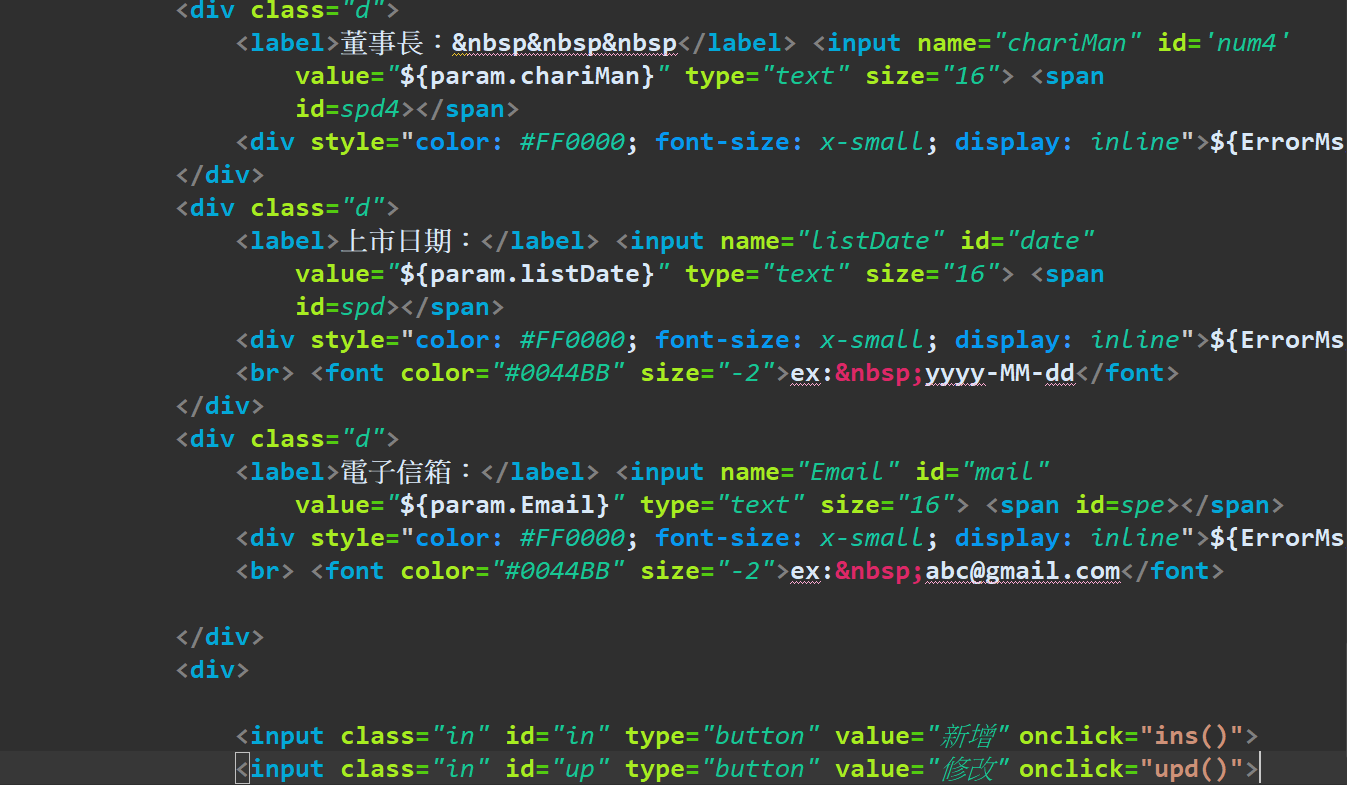 <div class="d">
<label>董事長：&nbsp&nbsp&nbsp</label> <input name="chariMan" id='num4'
value="${param.chariMan}" type="text" size="16"> <span
id=spd4></span>
<div style="color: #FF0000; font-size: x-small; display: inline">${ErrorMs
</div>
<div class="d">
<label>上市日期：</label> <input name="listDate" id="date"
value="${param.listDate}" type="text" size="16"> <span
id=spd></span>
<div style="color: #FF0000; font-size: x-small; display: inline">${ErrorMs
<br> <font color="#0044BB" size="-2">ex:&nbsp;yyyy-MM-dd</font>
</div>
<div class="d">
<label>電子信箱：</label> <input name="Email" id="mail"
value="${param.Email}" type="text" size="16"> <span id=spe></span>
<div style="color: #FF0000; font-size: x-small; display: inline">${ErrorMs
<br> <font color="#0044BB" size="-2">ex:&nbsp;abc@gmail.com</font>
</div>
<div>
<input class="in" id="in" type="button" value="新增" onclick="ins()">
<input class="in" id="up" type="button" value="修改" onclick="upd()">